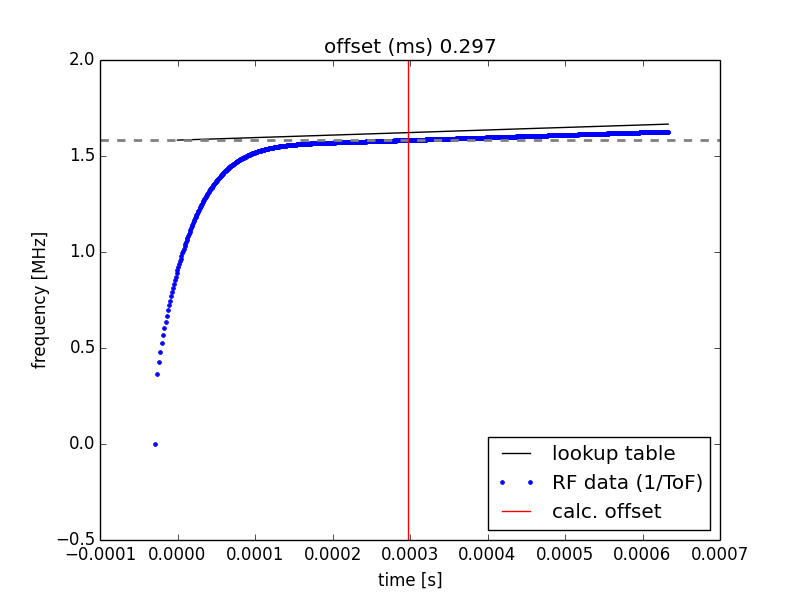 offset (ms) 0.297
2.0
1.5
1.0
0.5
0.0
−0.5
frequency [MHz]
lookup table
RF data (1/ToF)
calc. offset
−0.0001 0.0000 0.0001 0.0002 0.0003 0.0004 0.0005 0.0006 0.0007
time [s]